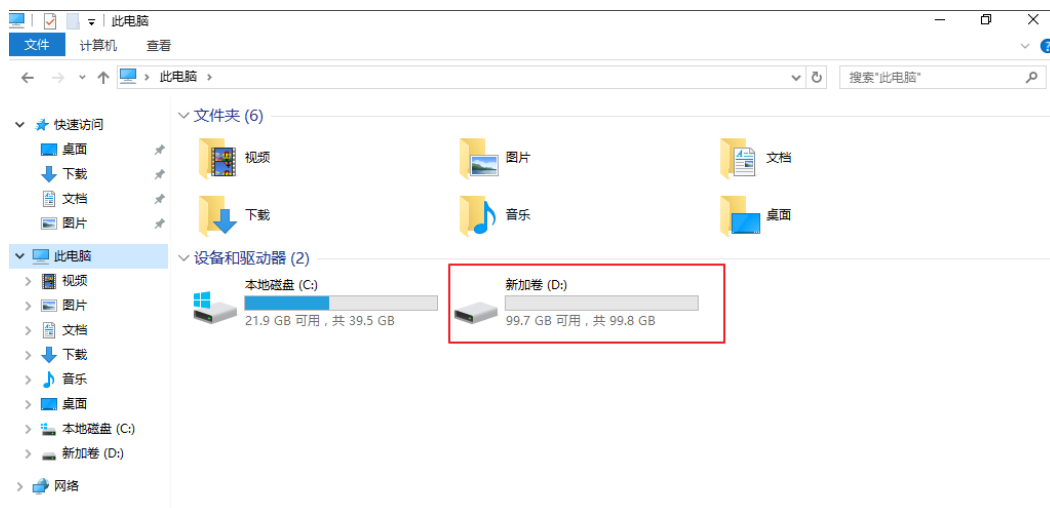 此电脑
文件 计算机 查看
此电脑
搜索"此电脑"
快速访问
桌面
下载
文档
图片
此电脑
视频
图片
文档
下载
音乐
桌面
本地磁盘 (C:)
新加卷 (D:)
网络
文件夹 (6)
视频
图片
文档
下载
音乐
桌面
设备和驱动器 (2)
本地磁盘 (C:)
21.9 GB 可用，共 39.5 GB
新加卷 (D:)
99.7 GB 可用，共 99.8 GB